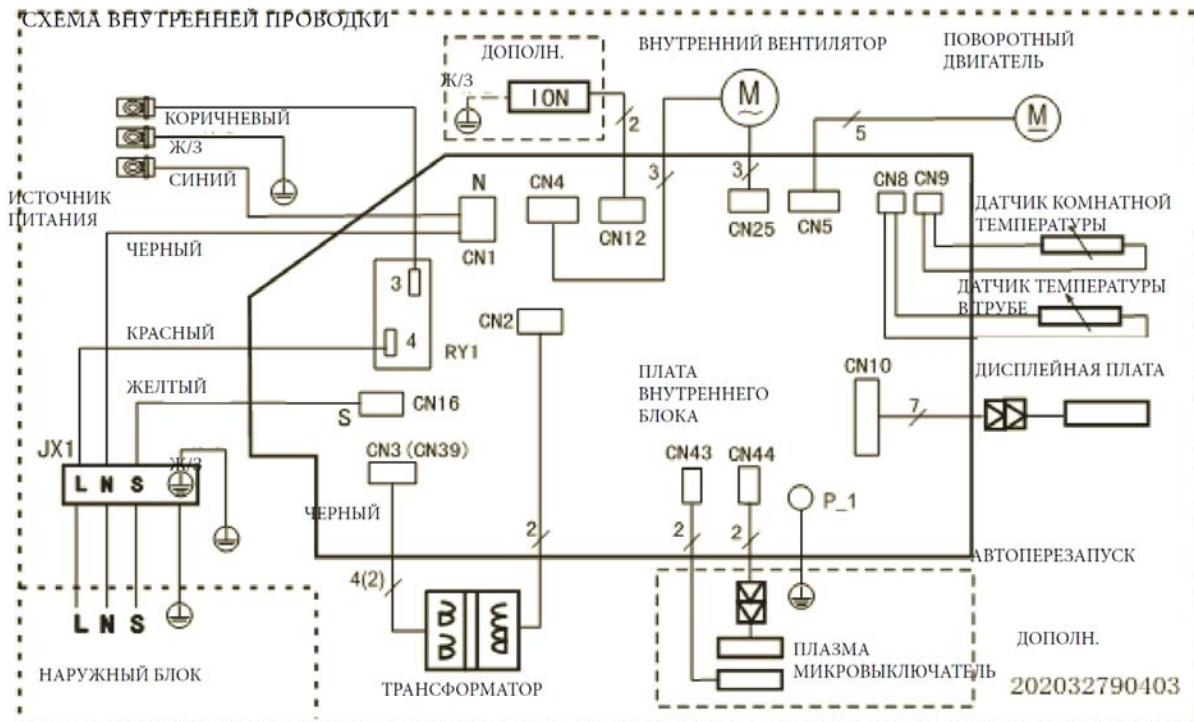 СХЕМА ВНУТРЕННЕЙ ПРОВОДКИ
ДОПОЛН.
Ж/З
ION
2
ВНУТРЕННИЙ ВЕНТИЛЯТОР
M
3
3
ПОВОРОТНЫЙ
ДВИГАТЕЛЬ
M
5
КОРИЧНЕВЫЙ
Ж/З
СИНИЙ
ИСТОЧНИК
ПИТАНИЯ
ЧЕРНЫЙ
N
CN1
CN4
CN12
CN25
CN5
CN8
CN9
ДАТЧИК КОМНАТНОЙ
ТЕМПЕРАТУРЫ
ДАТЧИК ТЕМПЕРАТУРЫ
В ТРУБЕ
3
4
RY1
CN2
КРАСНЫЙ
ЖЕЛТЫЙ
S
CN16
ПЛАТА
ВНУТРЕННЕГО
БЛОКА
CN10
7
ДИСПЛЕЙНАЯ ПЛАТА
JX1
Ж/З
L N S
CN3 (CN39)
ЧЕРНЫЙ
CN43
CN44
P_1
2
2
2
4(2)
АВТОПЕРЕЗАПУСК
L N S
НАРУЖНЫЙ БЛОК
ТРАНСФОРМАТОР
ПЛАЗМА
МИКРОВЫКЛЮЧАТЕЛЬ
ДОПОЛН.
202032790403